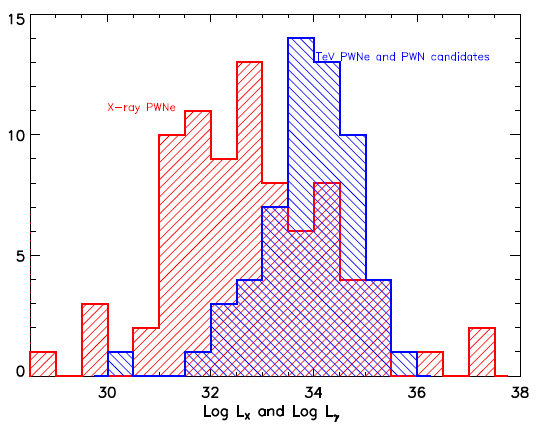 15
TeV PWNe and PWN candidates
X-ray PWNe
10
5
0
30 32 34 36 38
Log Lx and Log Lγ